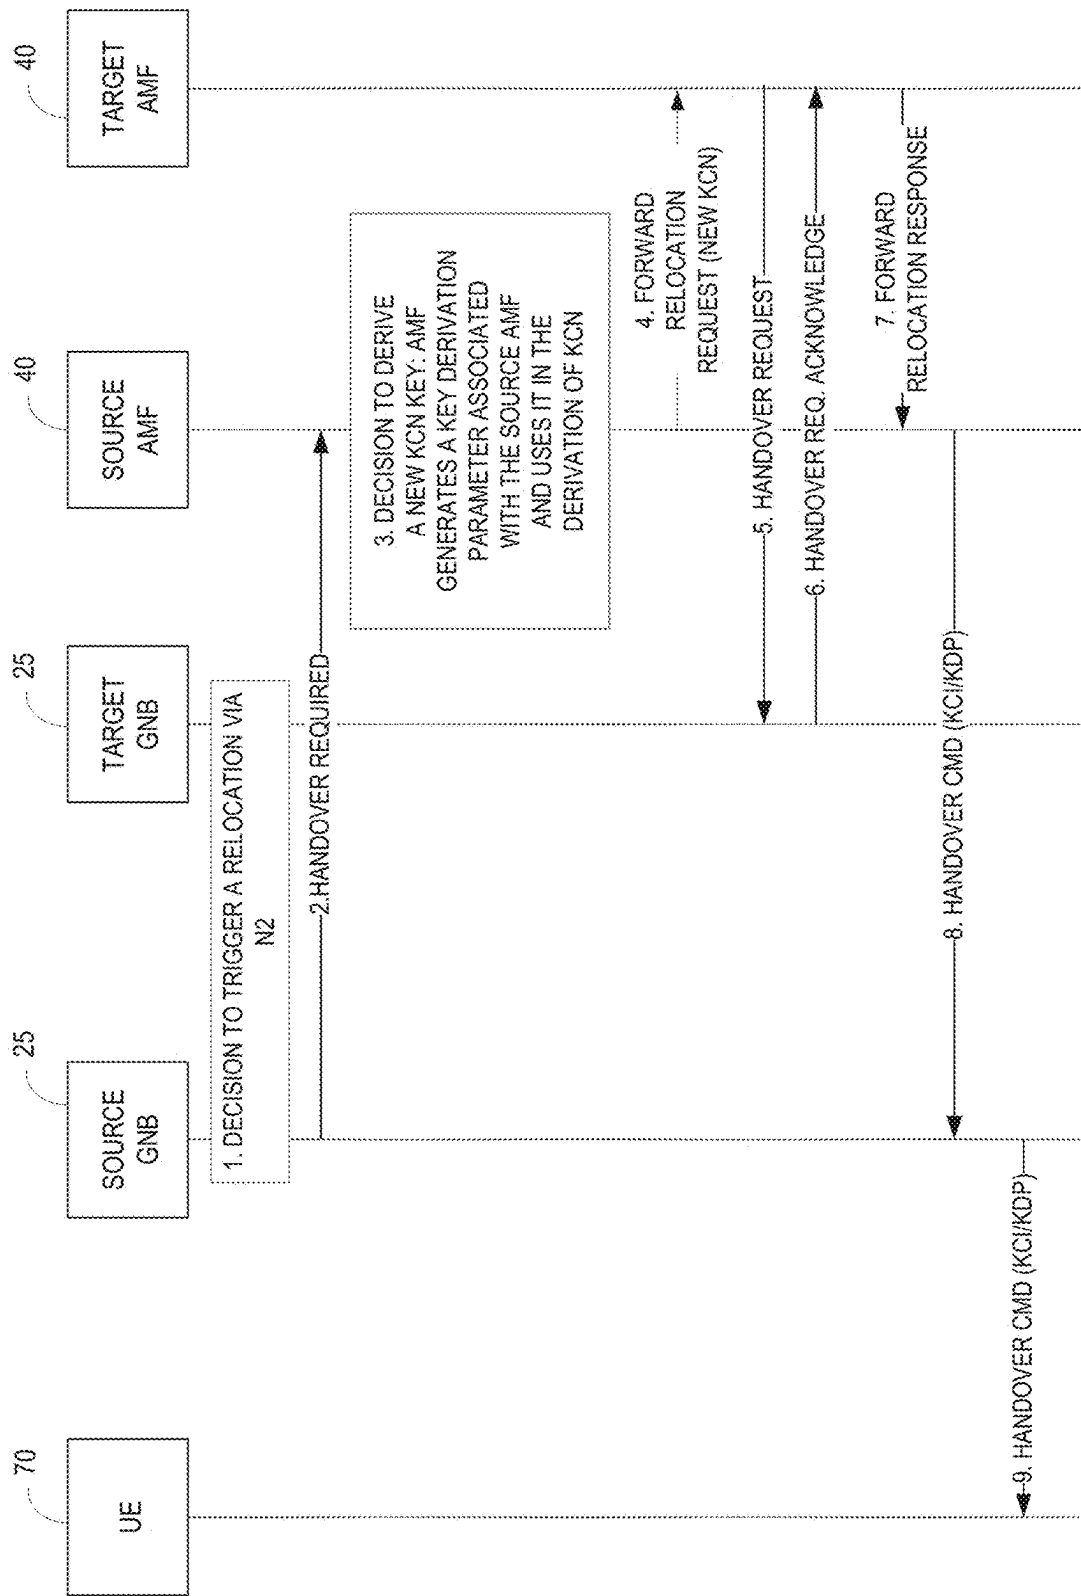 70
UE
25
SOURCE
GNB
25
TARGET
GNB
40
SOURCE
AMF
40
TARGET
AMF
1. DECISION TO TRIGGER A RELOCATION VIA
N2
2.HANDOVER REQUIRED
3. DECISION TO DERIVE
A NEW KCN KEY: AMF
GENERATES A KEY DERIVATION
PARAMETER ASSOCIATED
WITH THE SOURCE AMF
AND USES IT IN THE
DERIVATION OF KCN
4. FORWARD
RELOCATION
REQUEST (NEW KCN)
5. HANDOVER REQUEST
6. HANDOVER REQ. ACKNOWLEDGE
7. FORWARD
RELOCATION RESPONSE
8. HANDOVER CMD (KCI/KDP)
9. HANDOVER CMD (KCI/KDP)